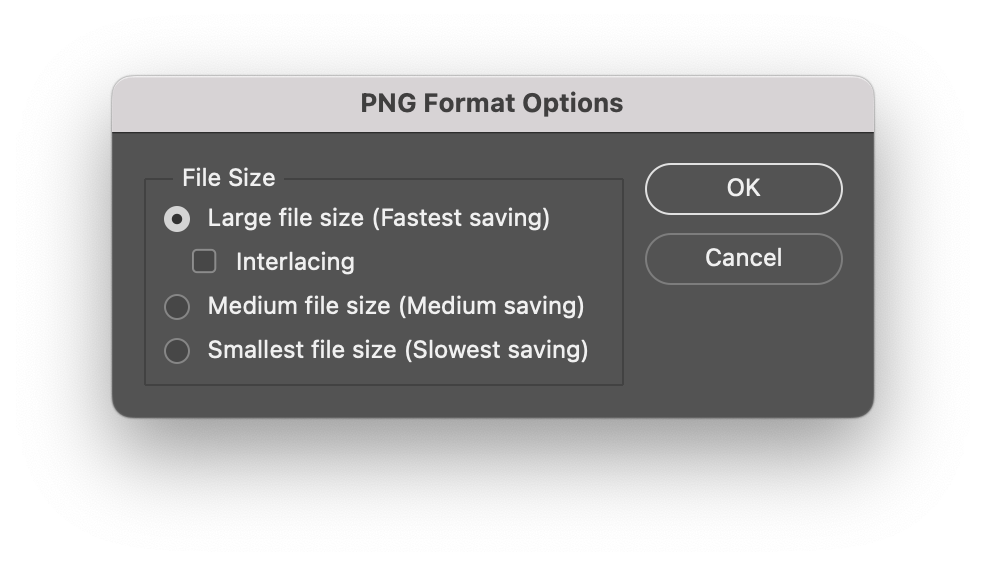 PNG Format Options
File Size
Large file size (Fastest saving)
Interlacing
Medium file size (Medium saving)
Smallest file size (Slowest saving)
OK
Cancel